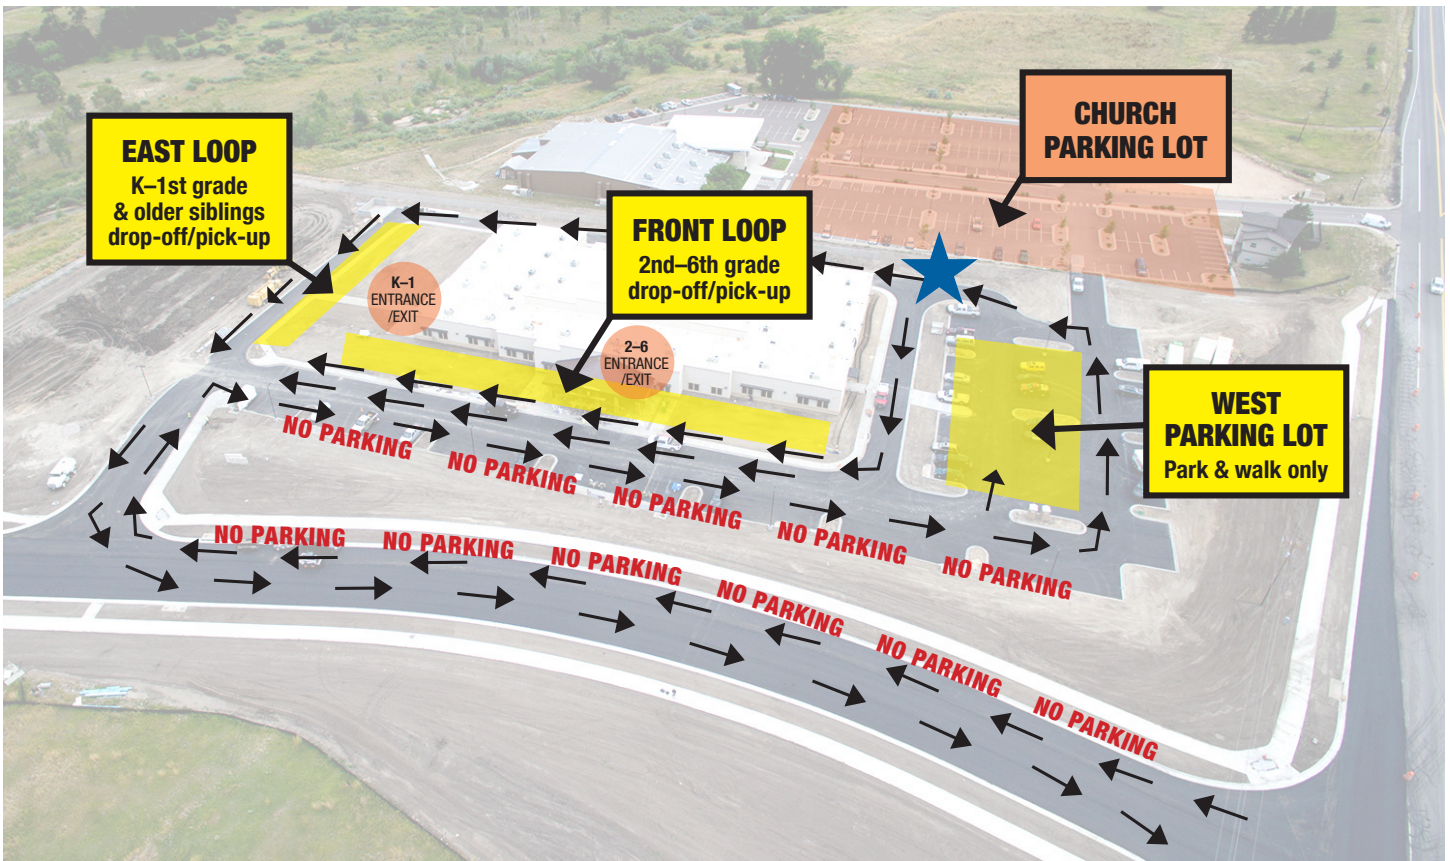 CHURCH
PARKING LOT
EAST LOOP
K–1st grade
& older siblings
drop-off/pick-up
FRONT LOOP
2nd–6th grade
drop-off/pick-up
K–1
ENTRANCE
/EXIT
2–6
ENTRANCE
/EXIT
WEST
PARKING LOT
Park & walk only
NO PARKING
NO PARKING
NO PARKING
NO PARKING
NO PARKING
NO PARKING
NO PARKING
NO PARKING
NO PARKING
NO PARKING
NO PARKING